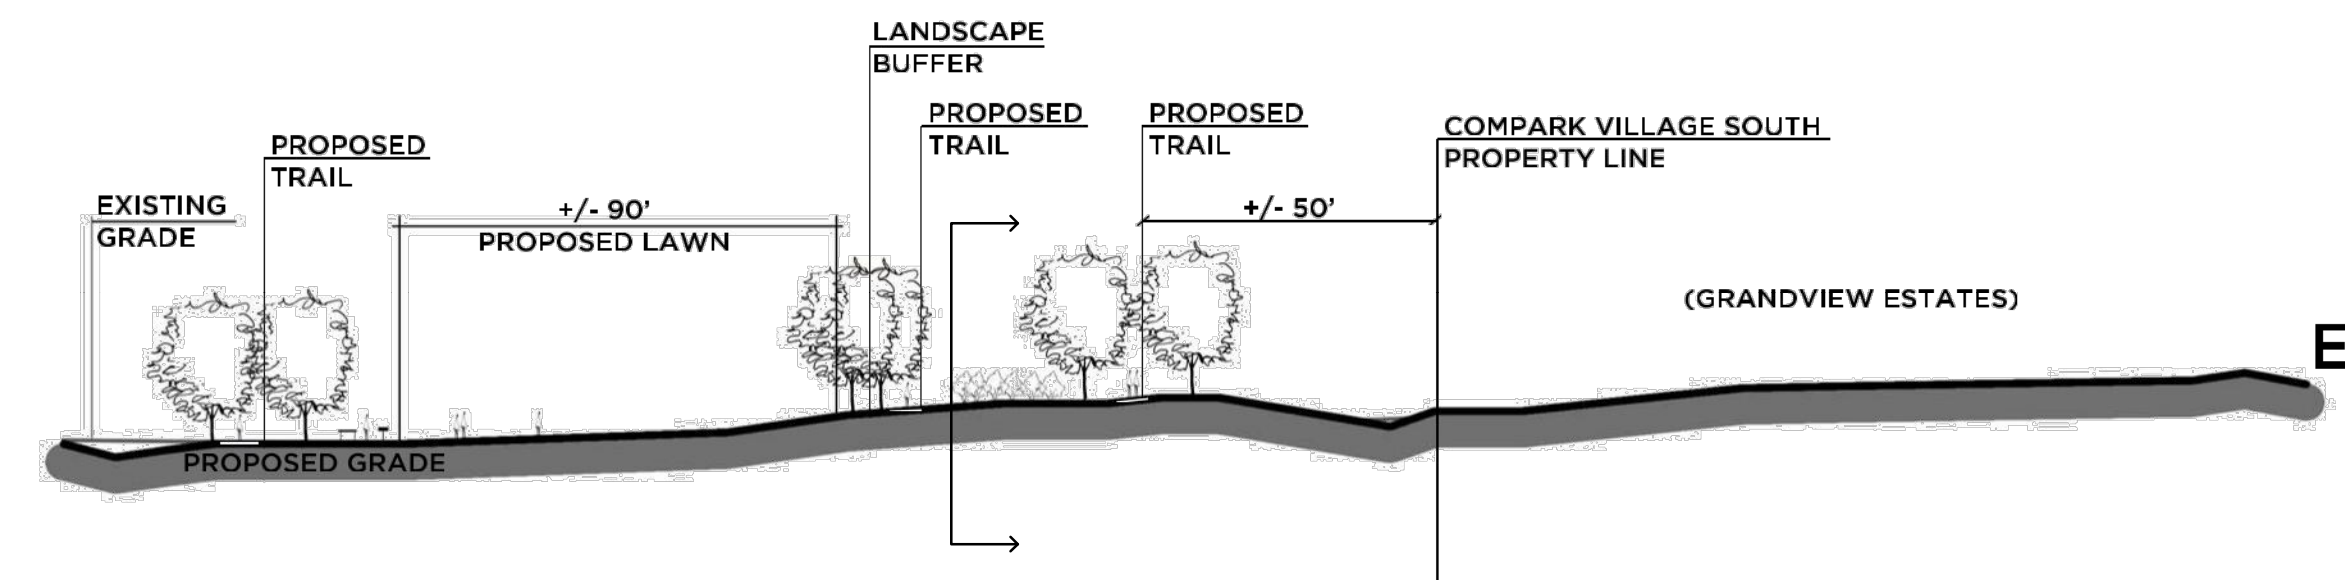 LANDSCAPE
BUFFER
PROPOSED
TRAIL
PROPOSED
TRAIL
COMPARK VILLAGE SOUTH
PROPERTY LINE
PROPOSED
TRAIL
EXISTING
GRADE
+/- 90’
PROPOSED LAWN
+/- 50’
(GRANDVIEW ESTATES)
E
PROPOSED GRADE